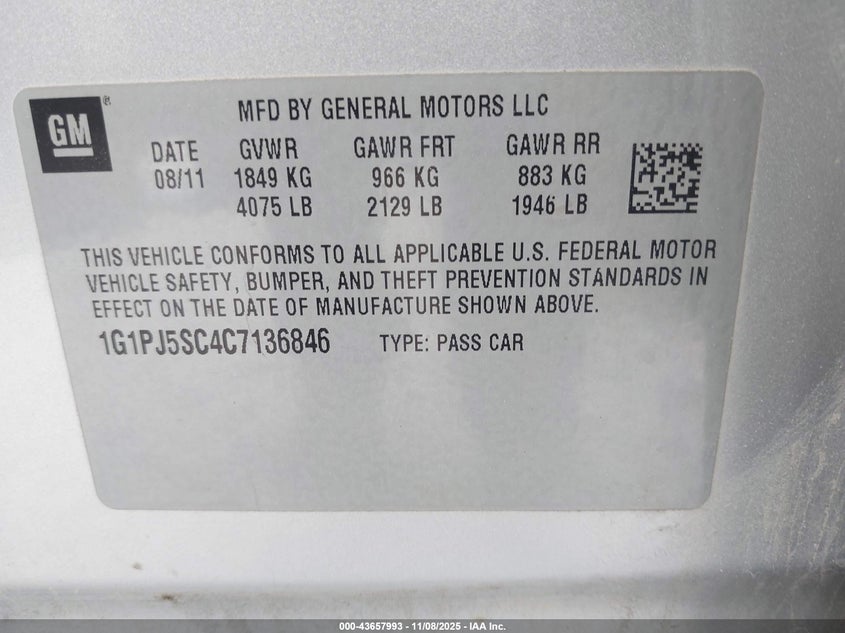 GM®
MFD BY GENERAL MOTORS LLC
DATE GVWR GAWR FRT GAWR RR
08/11 1849 KG 966 KG 883 KG
4075 LB 2129 LB 1946 LB
THIS VEHICLE CONFORMS TO ALL APPLICABLE U.S. FEDERAL MOTOR
VEHICLE SAFETY, BUMPER, AND THEFT PREVENTION STANDARDS IN
EFFECT ON THE DATE OF MANUFACTURE SHOWN ABOVE.
1G1PJ5SC4C7136846 TYPE: PASS CAR
000-43657993 - 11/08/2025 - IAA Inc.